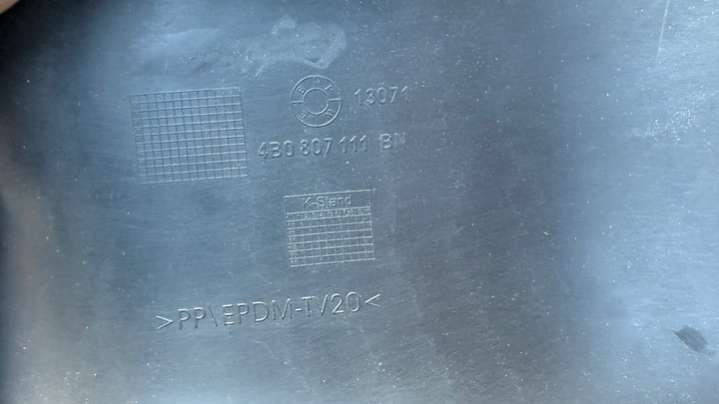 13071
4B0 807 111 BN
K-Stand
>PP\EPDM-TV20<